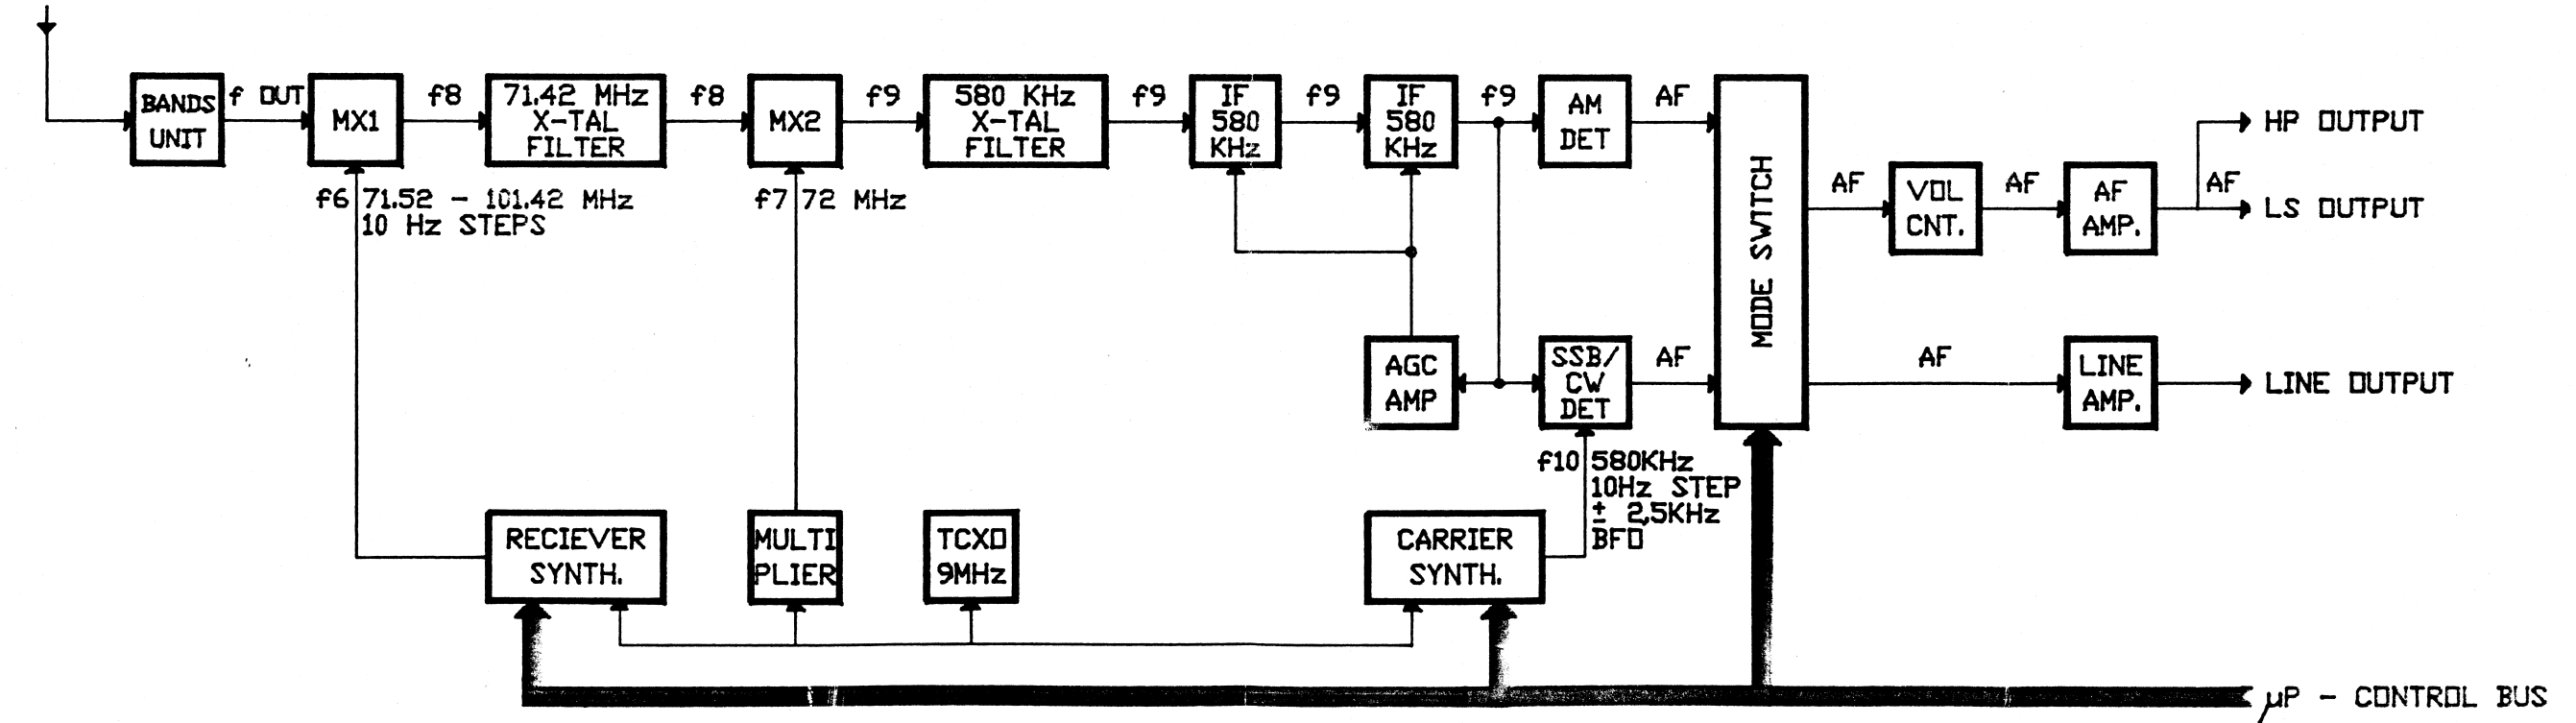 BANDS
UNIT
f OUT
MX1
f8
71.42 MHz
X-TAL
FILTER
f8
MX2
f9
580 KHz
X-TAL
FILTER
f9
IF
580
KHz
f9
IF
580
KHz
f9
AM
DET
AF
MODE SWITCH
AF
VOL
CNT.
AF
AF
AMP.
AF
HP OUTPUT
LS OUTPUT
f6 71.52 - 101.42 MHz
10 Hz STEPS
f7 72 MHz
AGC
AMP
SSB/
CW
DET
AF
AF
LINE
AMP.
LINE OUTPUT
f10 580KHz
10Hz STEP
± 2,5KHz
BFO
RECIEVER
SYNTH.
MULTI
PLIER
TCXO
9MHz
CARRIER
SYNTH.
µP - CONTROL BUS